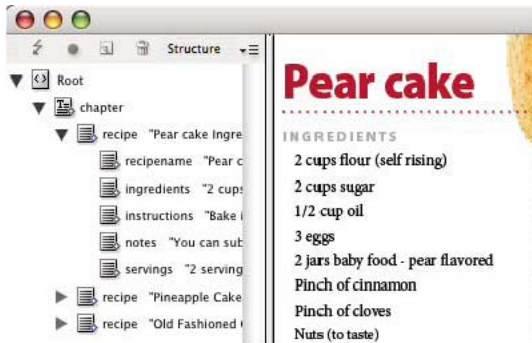 Structure
Root
chapter
recipe "Pear cake Ingre
recipename "Pear c
ingredients "2 cups
instructions "Bake i
notes "You can sub
servings "2 serving
recipe "Pineapple Cake
recipe "Old Fashioned
Pear cake
INGREDIENTS
2 cups flour (self rising)
2 cups sugar
1/2 cup oil
3 eggs
2 jars baby food - pear flavored
Pinch of cinnamon
Pinch of cloves
Nuts (to taste)